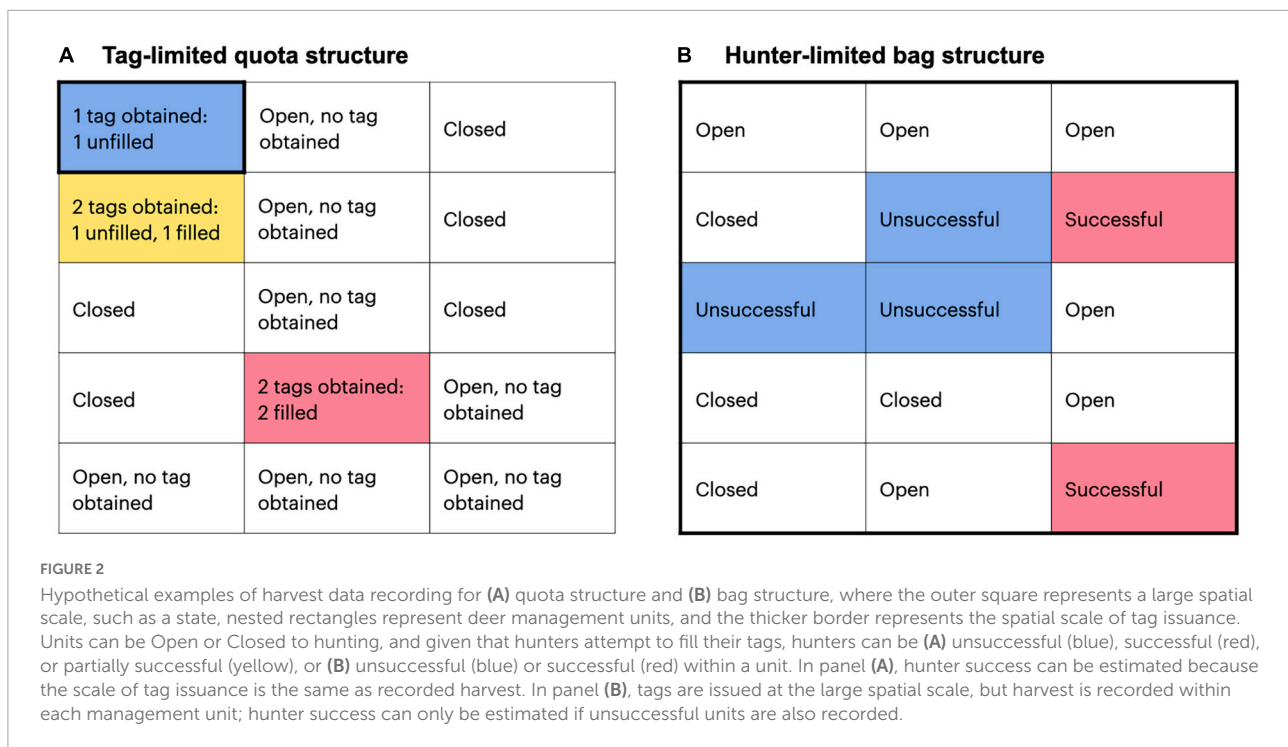 A Tag-limited quota structure
1 tag obtained:
1 unfilled
Open, no tag
obtained
Closed
2 tags obtained:
1 unfilled, 1 filled
Open, no tag
obtained
Closed
Closed
Open, no tag
obtained
Closed
Closed
2 tags obtained:
2 filled
Open, no tag
obtained
Open, no tag
obtained
Open, no tag
obtained
Open, no tag
obtained
B Hunter-limited bag structure
Open
Open
Open
Closed
Unsuccessful
Successful
Unsuccessful
Unsuccessful
Open
Closed
Closed
Open
Closed
Open
Successful
FIGURE 2
Hypothetical examples of harvest data recording for (A) quota structure and (B) bag structure, where the outer square represents a large spatial
scale, such as a state, nested rectangles represent deer management units, and the thicker border represents the spatial scale of tag issuance.
Units can be Open or Closed to hunting, and given that hunters attempt to fill their tags, hunters can be (A) unsuccessful (blue), successful (red),
or partially successful (yellow), or (B) unsuccessful (blue) or successful (red) within a unit. In panel (A), hunter success can be estimated because
the scale of tag issuance is the same as recorded harvest. In panel (B), tags are issued at the large spatial scale, but harvest is recorded within
each management unit; hunter success can only be estimated if unsuccessful units are also recorded.